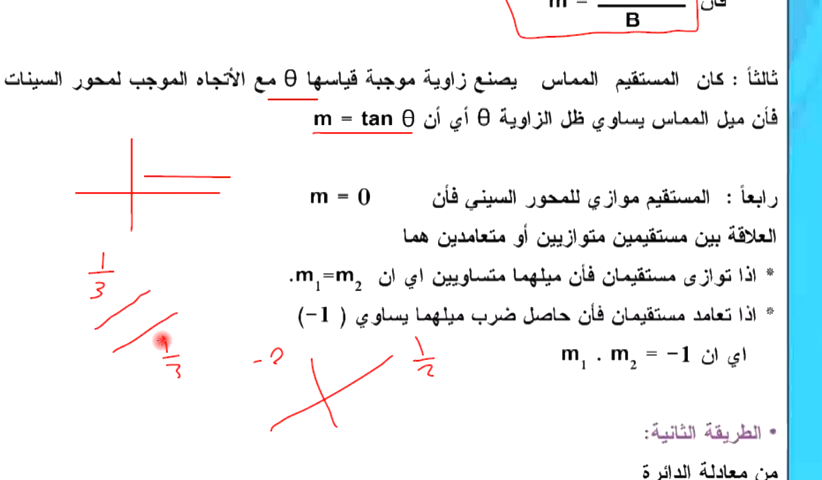 فأن m = ــــــ B
ثالثاً : كان المستقيم المماس يصنع زاوية موجبة قياسها θ مع الأتجاه الموجب لمحور السينات
فأن ميل المماس يساوي ظل الزاوية θ أي أن m = tan θ
رابعاً : المستقيم موازي للمحور السيني فأن m = 0
العلاقة بين مستقيمين متوازيين أو متعامدين هما
* اذا توازى مستقيمان فأن ميلهما متساويين اي ان m₁=m₂.
* اذا تعامد مستقيمان فأن حاصل ضرب ميلهما يساوي ( 1−)
اي ان m₁ . m₂ = −1
1/3
1/3
-2
1/2
• الطريقة الثانية:
من معادلة الدائرة